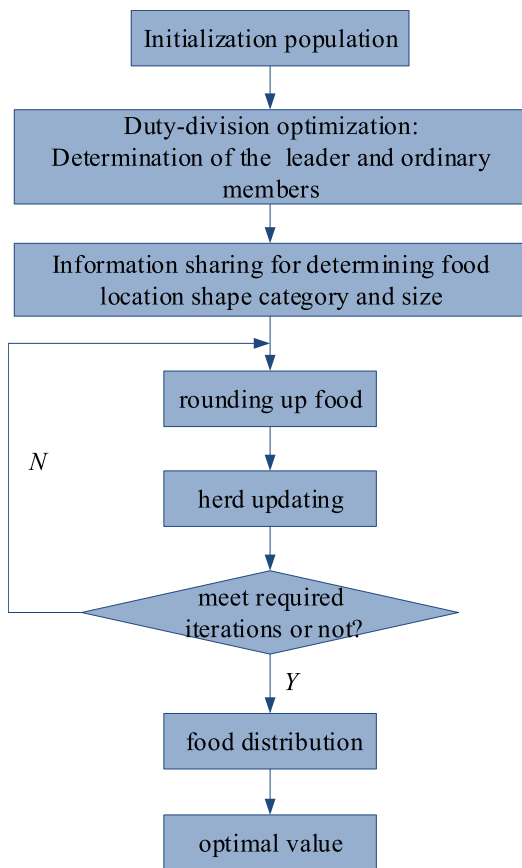 Initialization population
Duty-division optimization:
Determination of the leader and ordinary
members
Information sharing for determining food
location shape category and size
rounding up food
N
herd updating
meet required
iterations or not?
Y
food distribution
optimal value